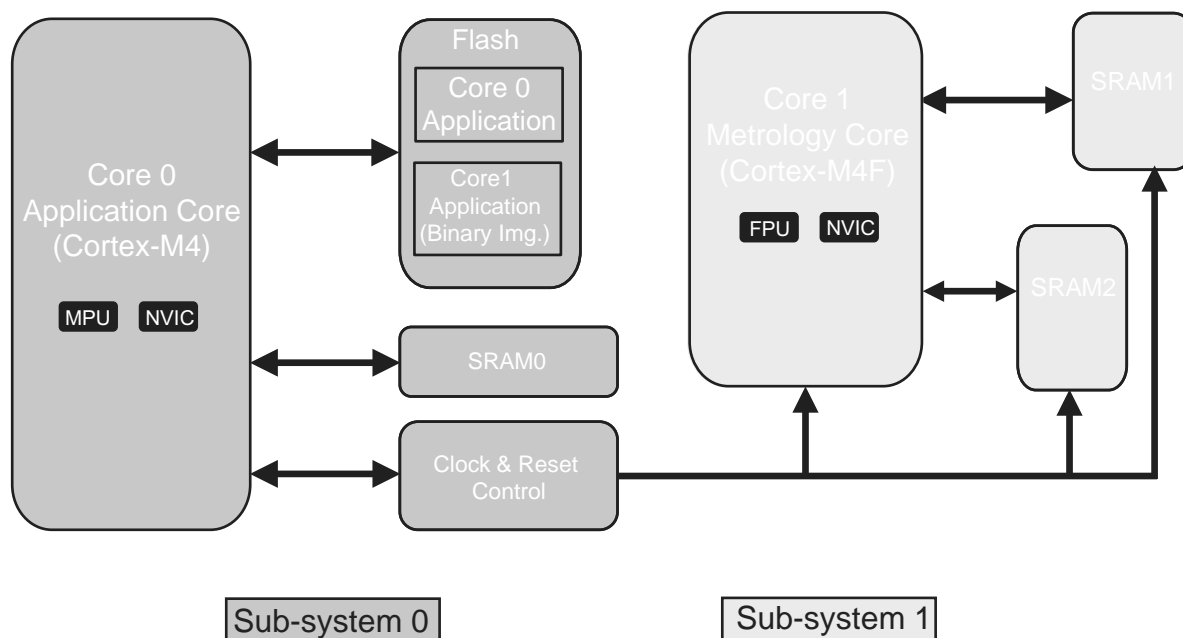 Core 0
Application Core
(Cortex-M4)
MPU
NVIC
Flash
Core 0
Application
Core1
Application
(Binary Img.)
SRAM0
Clock & Reset
Control
Core 1
Metrology Core
(Cortex-M4F)
FPU
NVIC
SRAM1
SRAM2
Sub-system 0
Sub-system 1